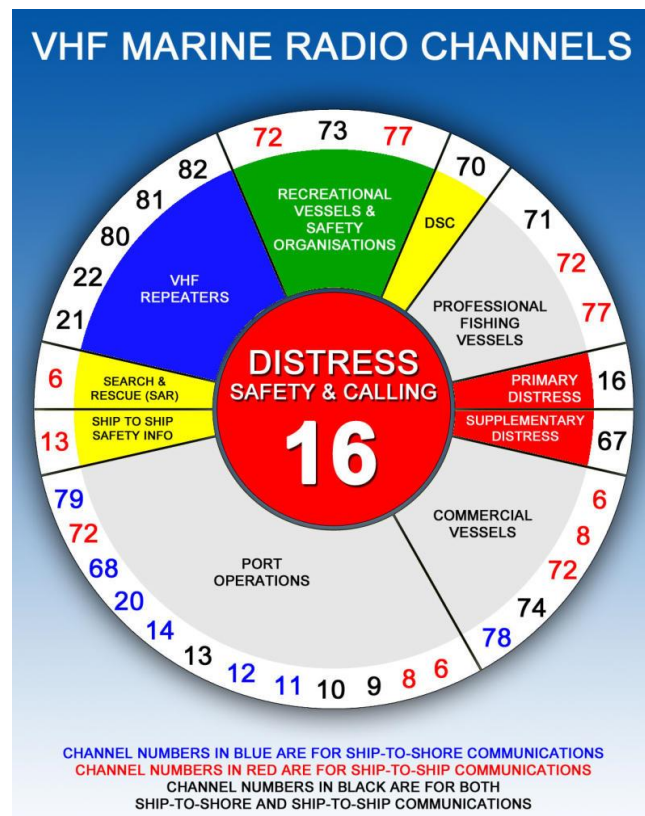 VHF MARINE RADIO CHANNELS
72
73
77
RECREATIONAL
VESSELS &
SAFETY
ORGANISATIONS
70
DSC
71
72
77
PROFESSIONAL
FISHING
VESSELS
16
PRIMARY
DISTRESS
67
SUPPLEMENTARY
DISTRESS
6
8
72
74
78
COMMERCIAL
VESSELS
6
8
9
10
11
12
13
14
20
68
72
79
PORT
OPERATIONS
13
SHIP TO SHIP
SAFETY INFO
6
SEARCH &
RESCUE (SAR)
21
22
80
81
82
VHF
REPEATERS
DISTRESS
SAFETY & CALLING
16
CHANNEL NUMBERS IN BLUE ARE FOR SHIP-TO-SHORE COMMUNICATIONS
CHANNEL NUMBERS IN RED ARE FOR SHIP-TO-SHIP COMMUNICATIONS
CHANNEL NUMBERS IN BLACK ARE FOR BOTH
SHIP-TO-SHORE AND SHIP-TO-SHIP COMMUNICATIONS